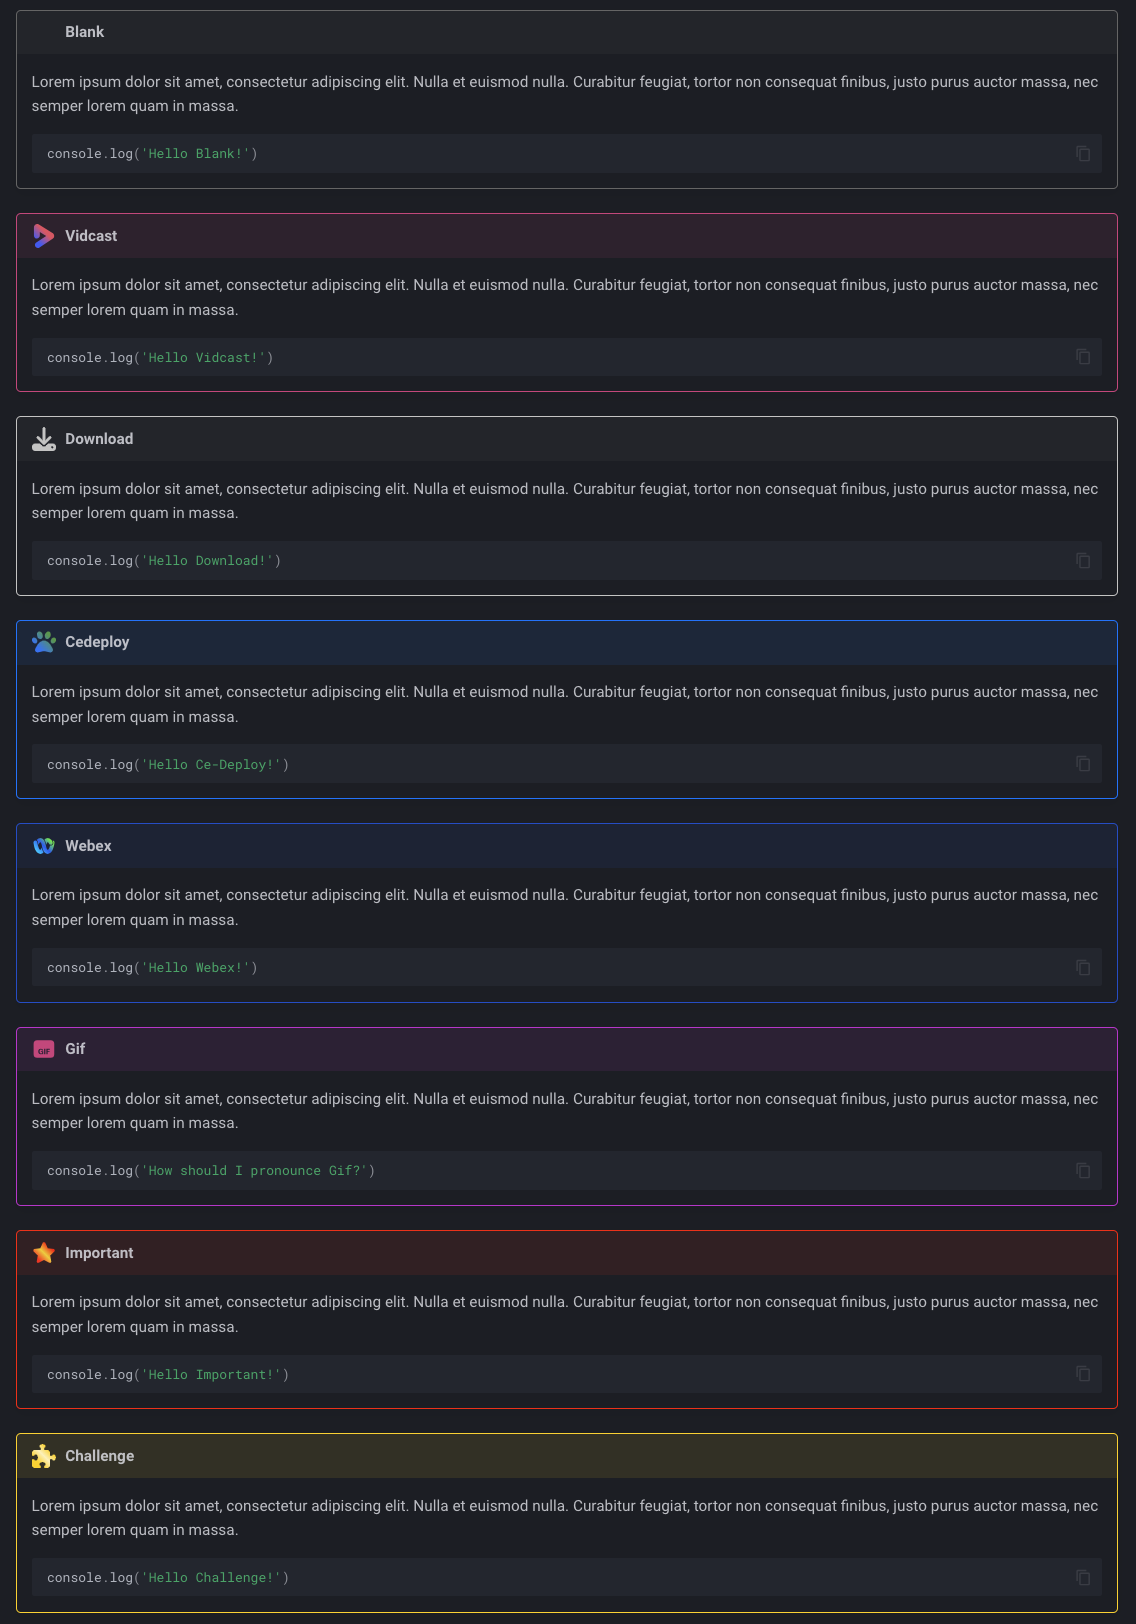 Blank
Lorem ipsum dolor sit amet, consectetur adipiscing elit. Nulla et euismod nulla. Curabitur feugiat, tortor non consequat finibus, justo purus auctor massa, nec
semper lorem quam in massa.
console.log('Hello Blank!')
Vidcast
Lorem ipsum dolor sit amet, consectetur adipiscing elit. Nulla et euismod nulla. Curabitur feugiat, tortor non consequat finibus, justo purus auctor massa, nec
semper lorem quam in massa.
console.log('Hello Vidcast!')
Download
Lorem ipsum dolor sit amet, consectetur adipiscing elit. Nulla et euismod nulla. Curabitur feugiat, tortor non consequat finibus, justo purus auctor massa, nec
semper lorem quam in massa.
console.log('Hello Download!')
Cedeploy
Lorem ipsum dolor sit amet, consectetur adipiscing elit. Nulla et euismod nulla. Curabitur feugiat, tortor non consequat finibus, justo purus auctor massa, nec
semper lorem quam in massa.
console.log('Hello Ce-Deploy!')
Webex
Lorem ipsum dolor sit amet, consectetur adipiscing elit. Nulla et euismod nulla. Curabitur feugiat, tortor non consequat finibus, justo purus auctor massa, nec
semper lorem quam in massa.
console.log('Hello Webex!')
GIF Gif
Lorem ipsum dolor sit amet, consectetur adipiscing elit. Nulla et euismod nulla. Curabitur feugiat, tortor non consequat finibus, justo purus auctor massa, nec
semper lorem quam in massa.
console.log('How should I pronounce Gif?')
Important
Lorem ipsum dolor sit amet, consectetur adipiscing elit. Nulla et euismod nulla. Curabitur feugiat, tortor non consequat finibus, justo purus auctor massa, nec
semper lorem quam in massa.
console.log('Hello Important!')
Challenge
Lorem ipsum dolor sit amet, consectetur adipiscing elit. Nulla et euismod nulla. Curabitur feugiat, tortor non consequat finibus, justo purus auctor massa, nec
semper lorem quam in massa.
console.log('Hello Challenge!')